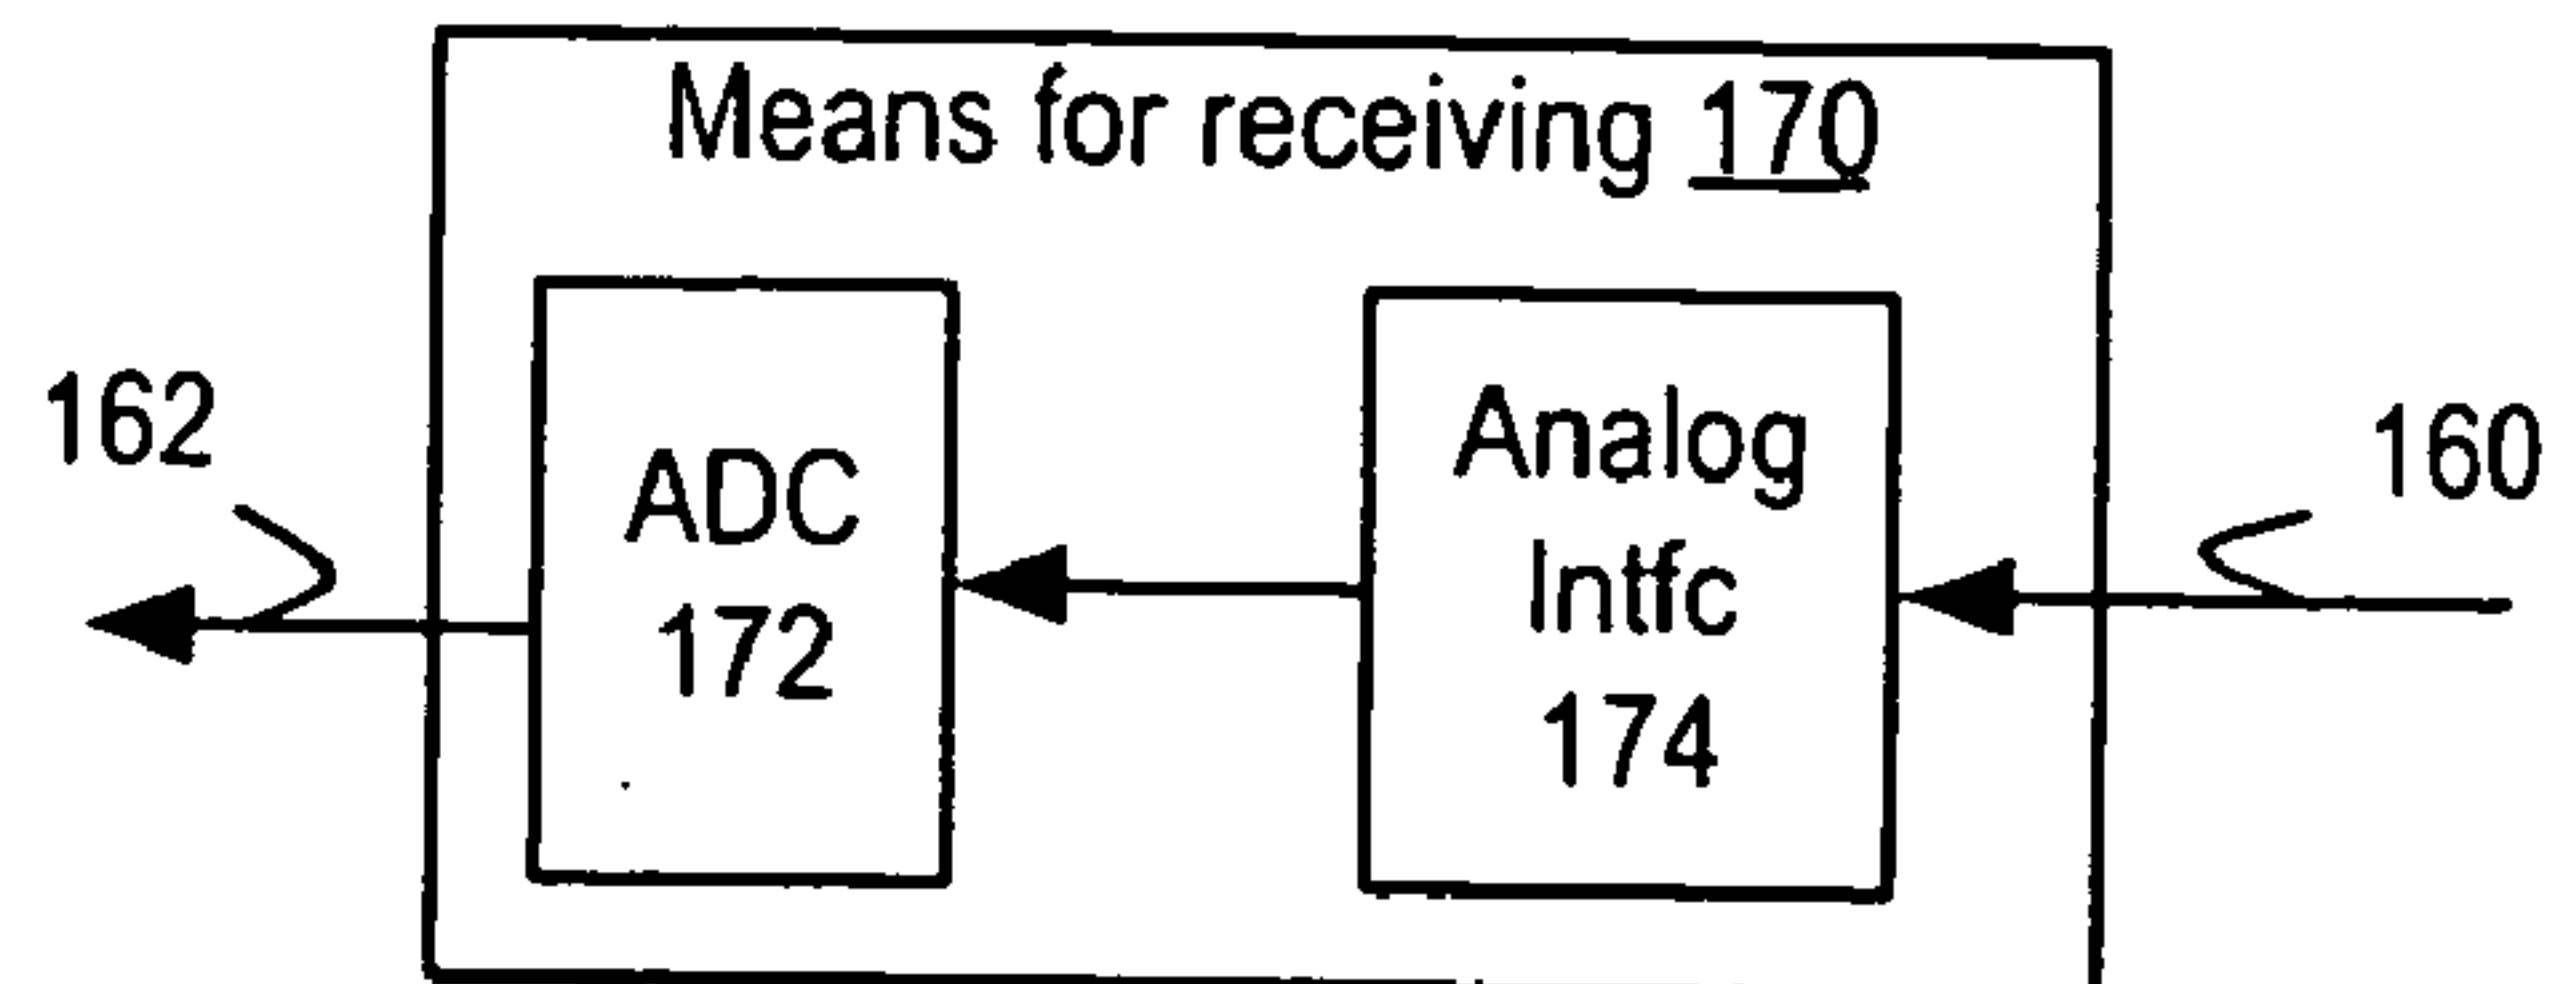 Means for receiving 170
162
ADC
172
Analog
Intfc
174
160